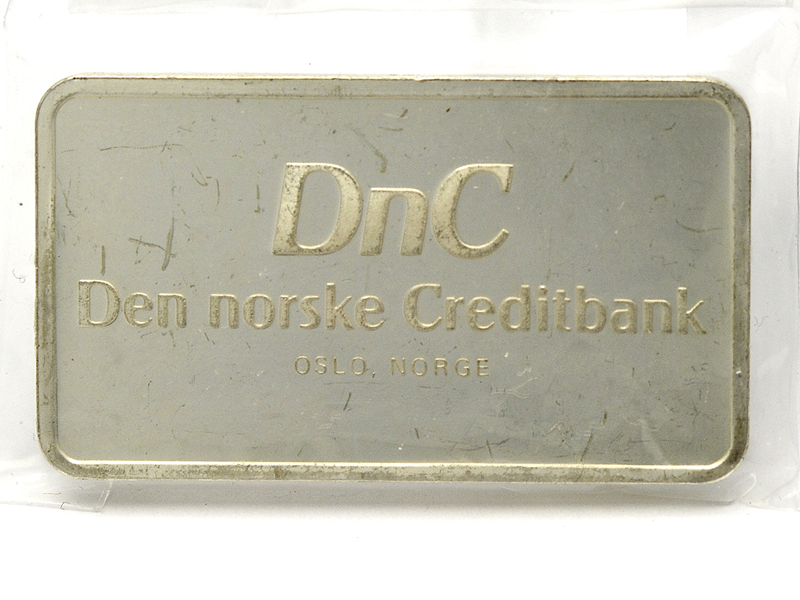 DnC
Den norske Creditbank
OSLO, NORGE